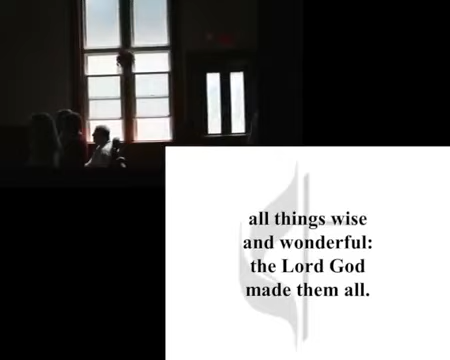 all things wise
and wonderful:
the Lord God
made them all.